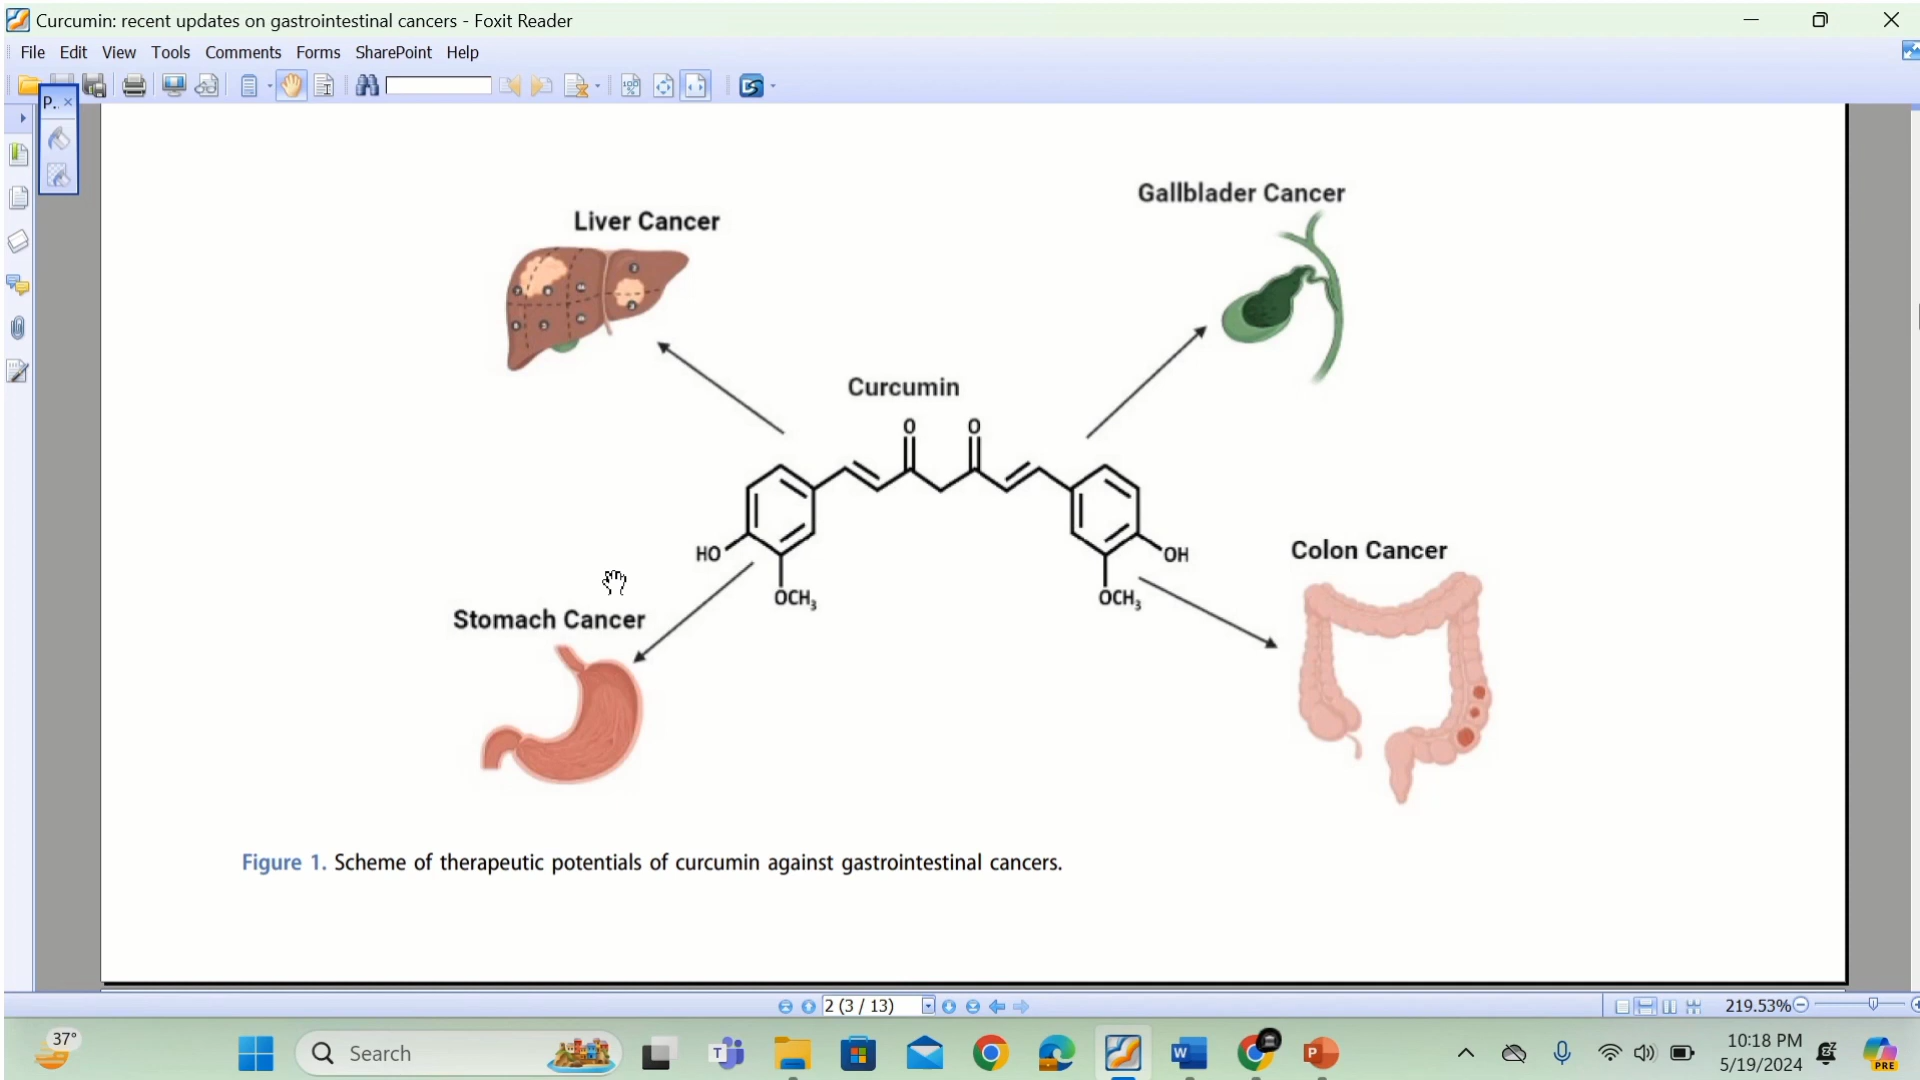 Curcumin: recent updates on gastrointestinal cancers - Foxit Reader
File Edit View Tools Comments Forms SharePoint Help
P..
Gallblader Cancer
Liver Cancer
Curcumin
O O
HO OH
OCH3 OCH3
Colon Cancer
Stomach Cancer
Figure 1. Scheme of therapeutic potentials of curcumin against gastrointestinal cancers.
2 (3 / 13)
219.53%
37°
Search
10:18 PM
5/19/2024
PRE